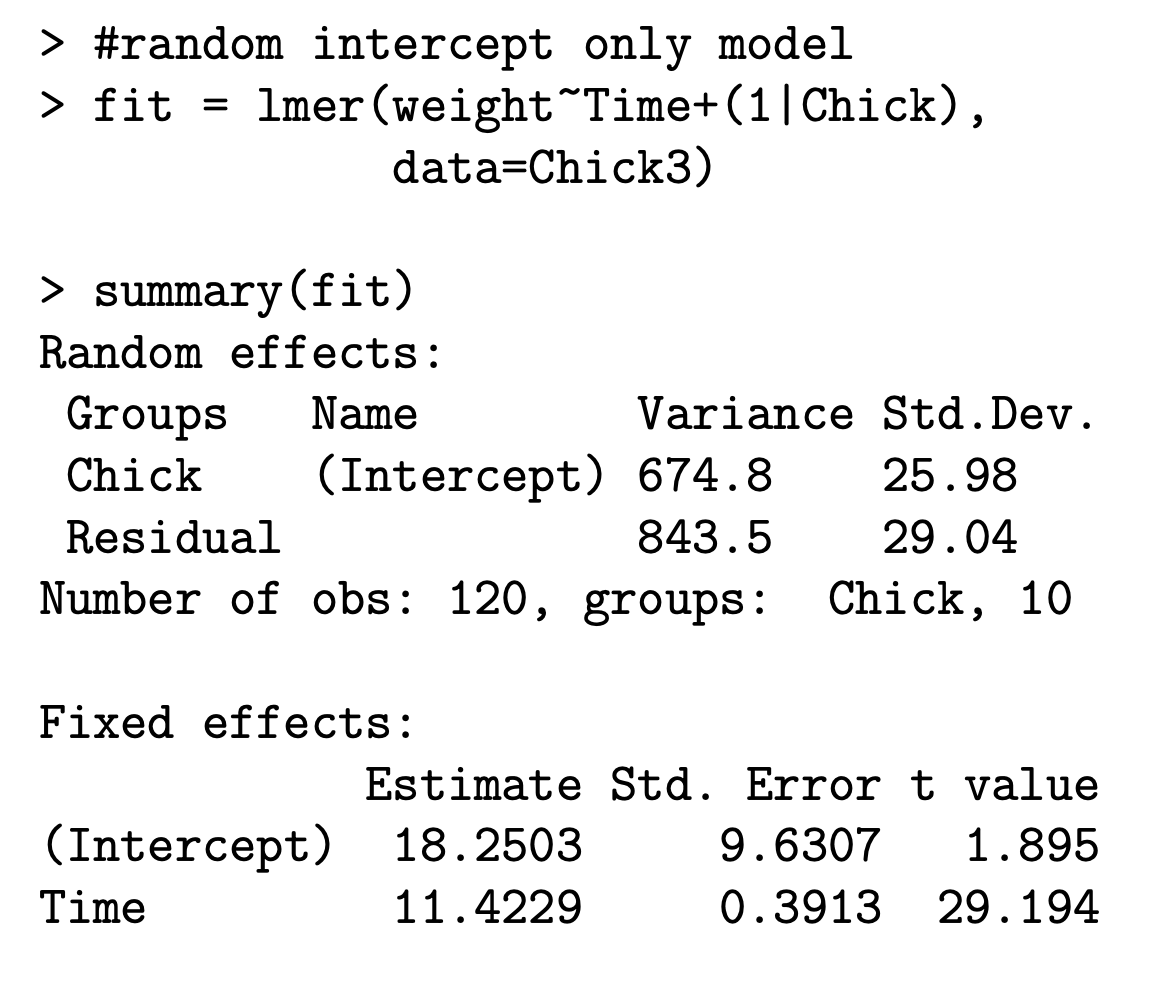 > #random intercept only model
> fit = lmer(weight~Time+(1|Chick),
data=Chick3)
> summary(fit)
Random effects:
Groups Name Variance Std.Dev.
Chick (Intercept) 674.8 25.98
Residual 843.5 29.04
Number of obs: 120, groups: Chick, 10
Fixed effects:
Estimate Std. Error t value
(Intercept) 18.2503 9.6307 1.895
Time 11.4229 0.3913 29.194